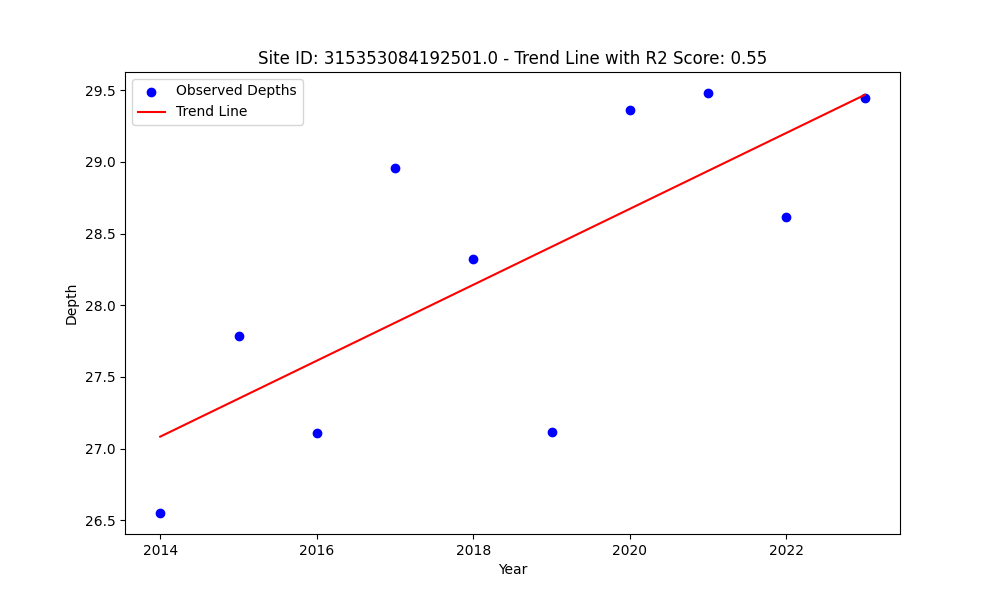 Site ID: 315353084192501.0 - Trend Line with R2 Score: 0.55
Observed Depths
Trend Line
29.5
29.0
28.5
28.0
27.5
27.0
26.5
Depth
2014
2016
2018
2020
2022
Year